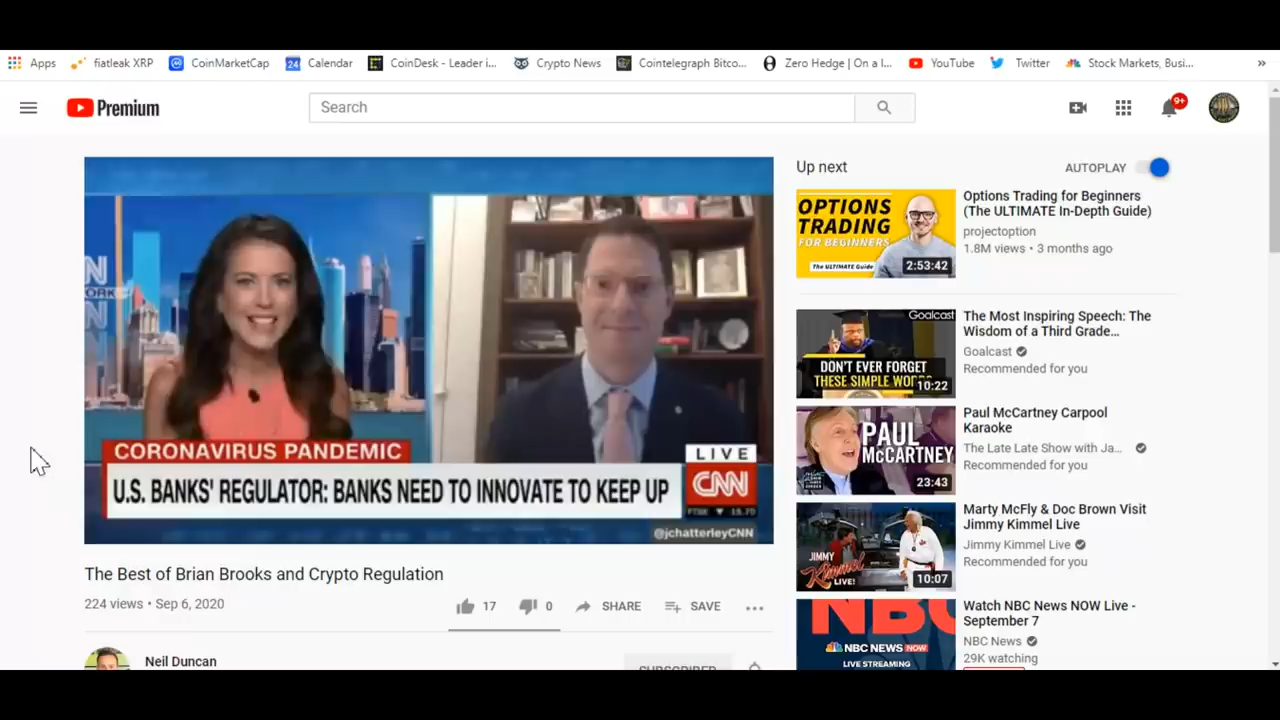 Apps fiatleak XRP CoinMarketCap 24 Calendar CoinDesk - Leader i... Crypto News Cointelegraph Bitco... Zero Hedge | On a l... YouTube Twitter Stock Markets, Busi... »
Premium
Search
9+
CORONAVIRUS PANDEMIC
LIVE
U.S. BANKS' REGULATOR: BANKS NEED TO INNOVATE TO KEEP UP
CNN
@jchatterleyCNN
The Best of Brian Brooks and Crypto Regulation
224 views • Sep 6, 2020
17 0 SHARE SAVE ...
Neil Duncan
SUBSCRIBED
Up next
AUTOPLAY
OPTIONS
TRADING
FOR BEGINNERS
The ULTIMATE Guide
2:53:42
Options Trading for Beginners
(The ULTIMATE In-Depth Guide)
projectoption
1.8M views • 3 months ago
Goalcast
DON'T EVER FORGET
THESE SIMPLE WO
10:22
The Most Inspiring Speech: The
Wisdom of a Third Grade...
Goalcast
Recommended for you
PAUL
McCARTNEY
23:43
Paul McCartney Carpool
Karaoke
The Late Late Show with Ja...
Recommended for you
JIMMY
KIMMEL
LIVE!
10:07
Marty McFly & Doc Brown Visit
Jimmy Kimmel Live
Jimmy Kimmel Live
Recommended for you
NBC
NBC NEWS NOW
LIVE STREAMING
Watch NBC News NOW Live -
September 7
NBC News
29K watching